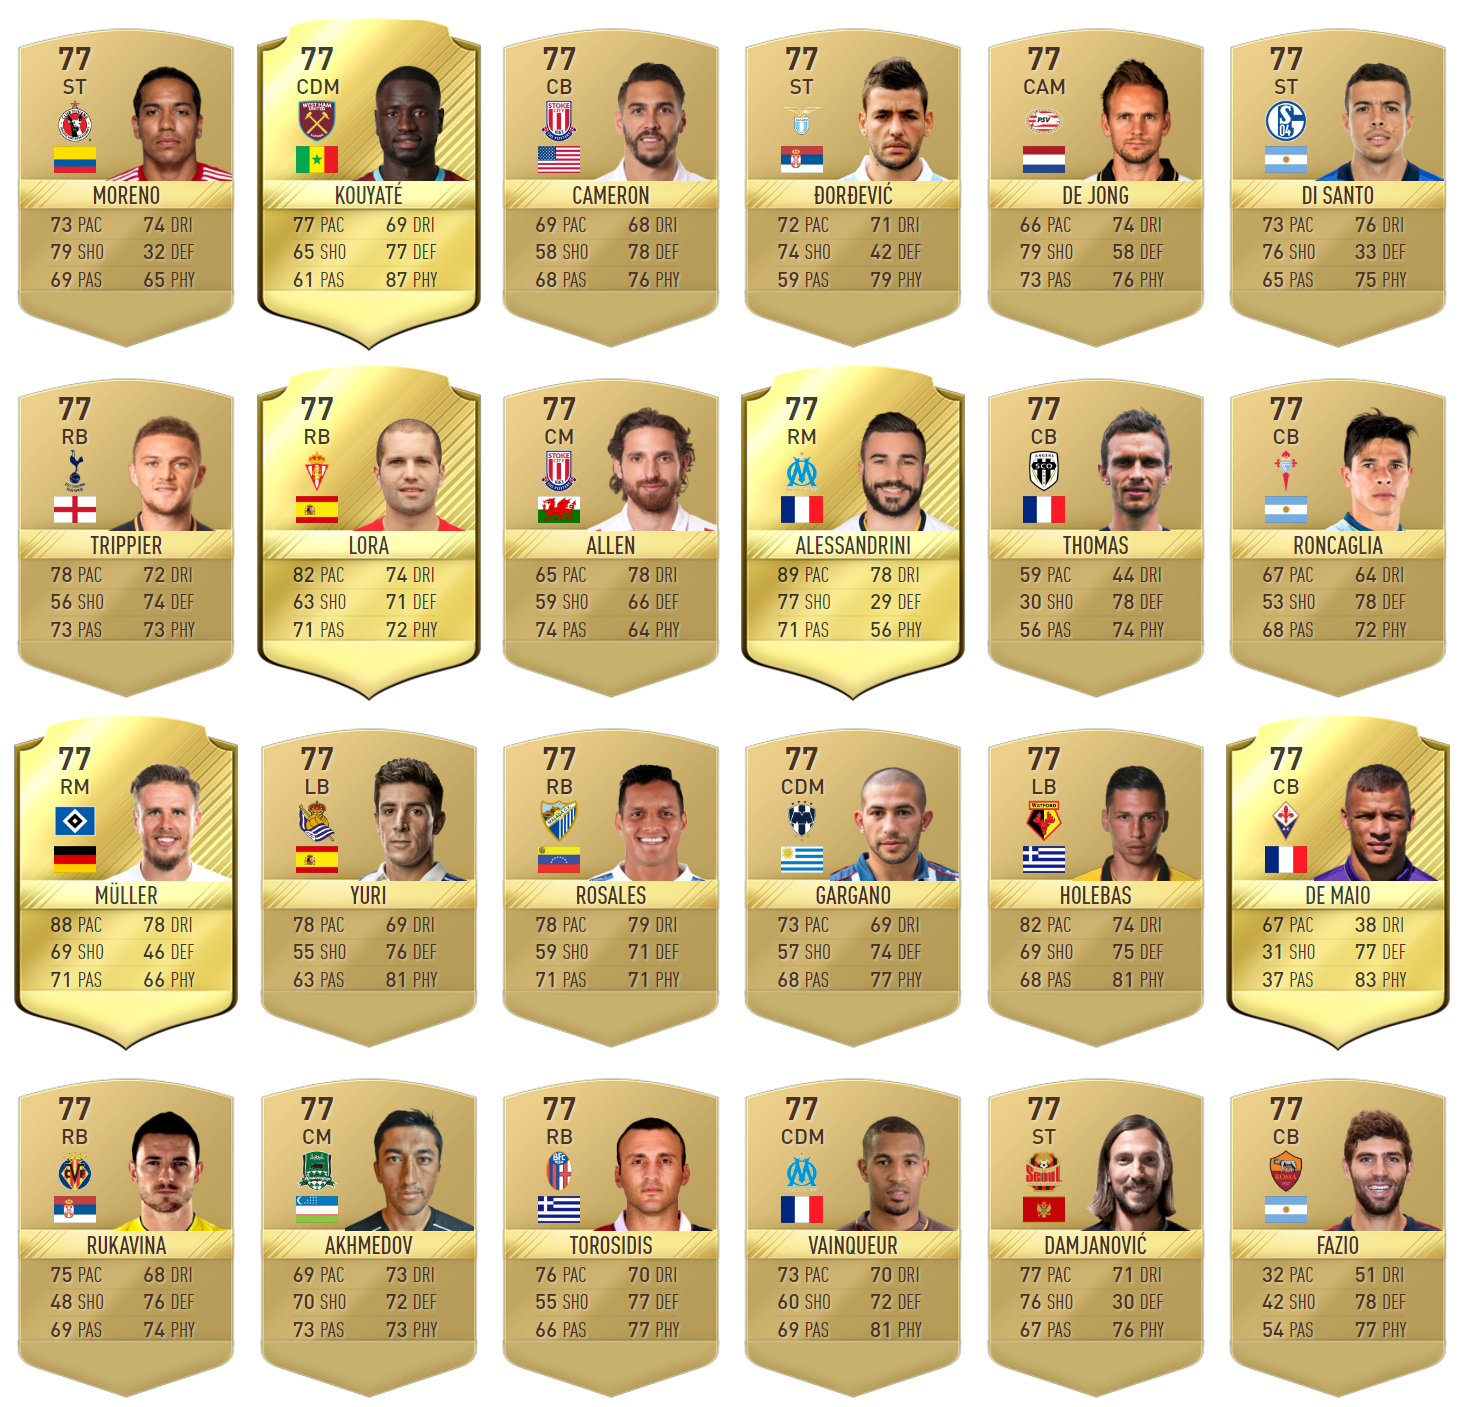 77
ST
MORENO
73 PAC 74 DRI
79 SHO 32 DEF
69 PAS 65 PHY
77
CDM
WEST HAM
UNITED
KOUYATÉ
77 PAC 69 DRI
65 SHO 77 DEF
61 PAS 87 PHY
77
CB
STOKE
CITY
CAMERON
69 PAC 68 DRI
58 SHO 78 DEF
68 PAS 76 PHY
77
ST
ĐORĐEVIĆ
72 PAC 71 DRI
74 SHO 42 DEF
59 PAS 79 PHY
77
CAM
PSV
DE JONG
66 PAC 74 DRI
79 SHO 58 DEF
73 PAS 76 PHY
77
ST
S
04
DI SANTO
73 PAC 76 DRI
76 SHO 33 DEF
65 PAS 75 PHY
77
RB
TRIPPIER
78 PAC 72 DRI
56 SHO 74 DEF
73 PAS 73 PHY
77
RB
LORA
82 PAC 74 DRI
63 SHO 71 DEF
71 PAS 72 PHY
77
CM
STOKE
CITY
ALLEN
65 PAC 78 DRI
59 SHO 66 DEF
74 PAS 64 PHY
77
RM
ALESSANDRINI
89 PAC 78 DRI
77 SHO 29 DEF
71 PAS 56 PHY
77
CB
ANGERS
SCO
THOMAS
59 PAC 44 DRI
30 SHO 78 DEF
56 PAS 74 PHY
77
CB
RONCAGLIA
67 PAC 64 DRI
53 SHO 78 DEF
68 PAS 72 PHY
77
RM
MÜLLER
88 PAC 78 DRI
69 SHO 46 DEF
71 PAS 66 PHY
77
LB
YURI
78 PAC 69 DRI
55 SHO 76 DEF
63 PAS 81 PHY
77
RB
ROSALES
78 PAC 79 DRI
59 SHO 71 DEF
71 PAS 71 PHY
77
CDM
GARGANO
73 PAC 69 DRI
57 SHO 74 DEF
68 PAS 77 PHY
77
LB
WATFORD
HOLEBAS
82 PAC 74 DRI
69 SHO 75 DEF
68 PAS 81 PHY
77
CB
DE MAIO
67 PAC 38 DRI
31 SHO 77 DEF
37 PAS 83 PHY
77
RB
CVF
RUKAVINA
75 PAC 68 DRI
48 SHO 76 DEF
69 PAS 74 PHY
77
CM
AKHMEDOV
69 PAC 73 DRI
70 SHO 72 DEF
73 PAS 73 PHY
77
RB
BFC
TOROSIDIS
76 PAC 70 DRI
55 SHO 77 DEF
66 PAS 77 PHY
77
CDM
VAINQUEUR
73 PAC 70 DRI
60 SHO 72 DEF
69 PAS 81 PHY
77
ST
SEOUL
DAMJANOVIĆ
77 PAC 71 DRI
76 SHO 30 DEF
67 PAS 76 PHY
77
CB
ROMA
FAZIO
32 PAC 51 DRI
42 SHO 78 DEF
54 PAS 77 PHY